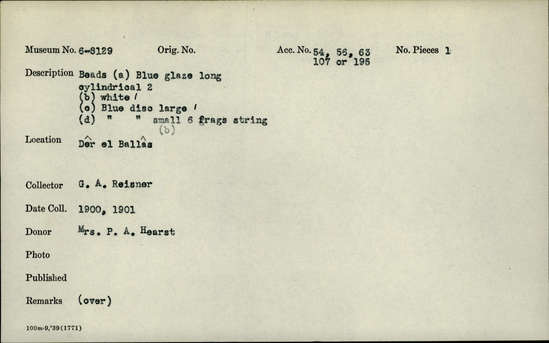 Museum No. 6-8129 Orig. No. Acc. No. 54, 56, 63 No. Pieces 1
107 or 195
Description Beads (a) Blue glaze long
cylindrical 2
(b) white /
(c) Blue disc large /
(d) " " small 6 frags string
(b)
Location Dêr el Ballâs
Collector G. A. Reisner
Date Coll. 1900, 1901
Donor Mrs. P. A. Hearst
Photo
Published
Remarks (over)
100m-9,'39(1771)